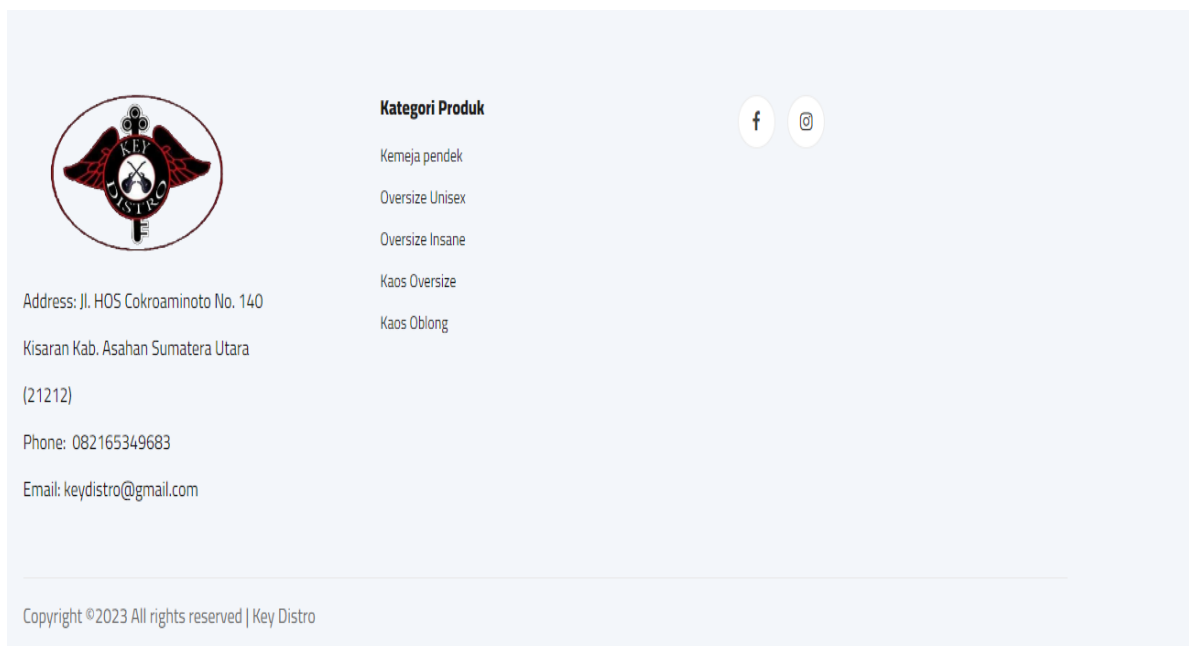 KEY
DISTRO
Address: Jl. HOS Cokroaminoto No. 140
Kisaran Kab. Asahan Sumatera Utara
(21212)
Phone: 082165349683
Email: keydistro@gmail.com
Kategori Produk
Kemeja pendek
Oversize Unisex
Oversize Insane
Kaos Oversize
Kaos Oblong
Copyright ©2023 All rights reserved | Key Distro